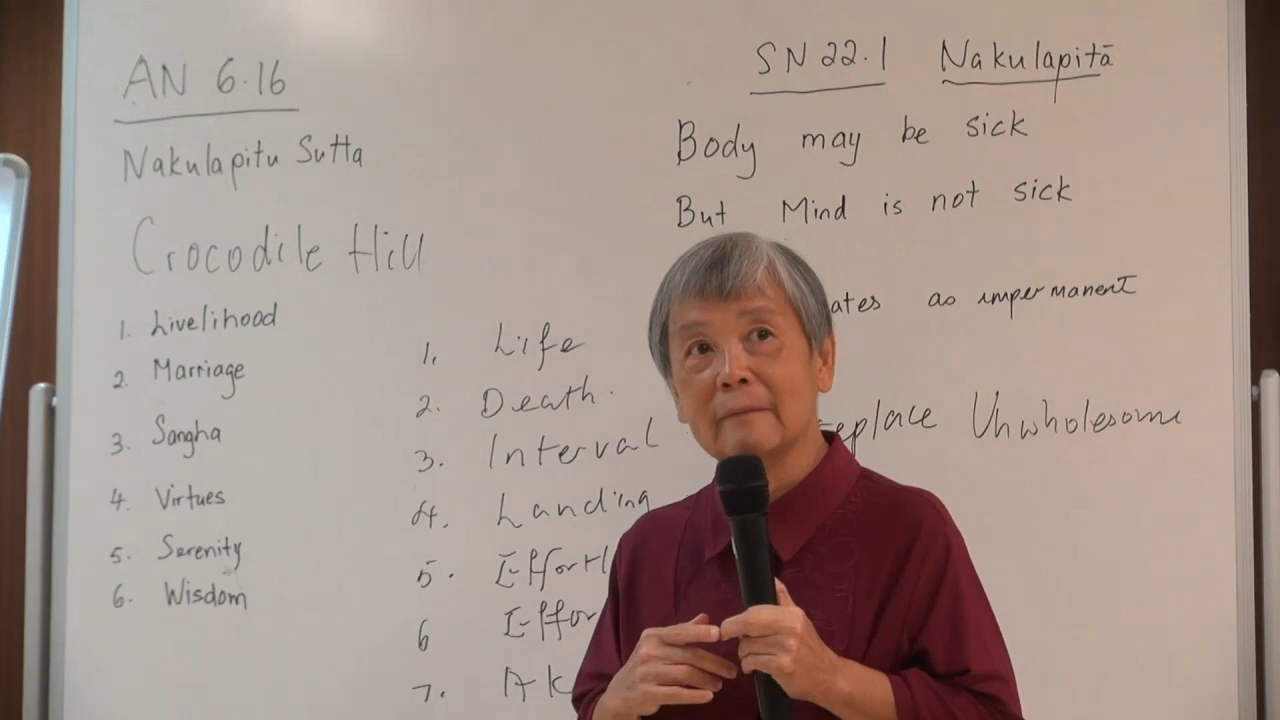 AN 6.16
Nakulapitu Sutta
Crocodile Hill
1. Livelihood
2. Marriage
3. Sangha
4. Virtues
5. Serenity
6. Wisdom
1. Life
2. Death.
3. Interval
4. Landing
5.
6
7.
SN 22.1 Nakulapitā
Body may be sick
But Mind is not sick
as impermanent
Unwholesome